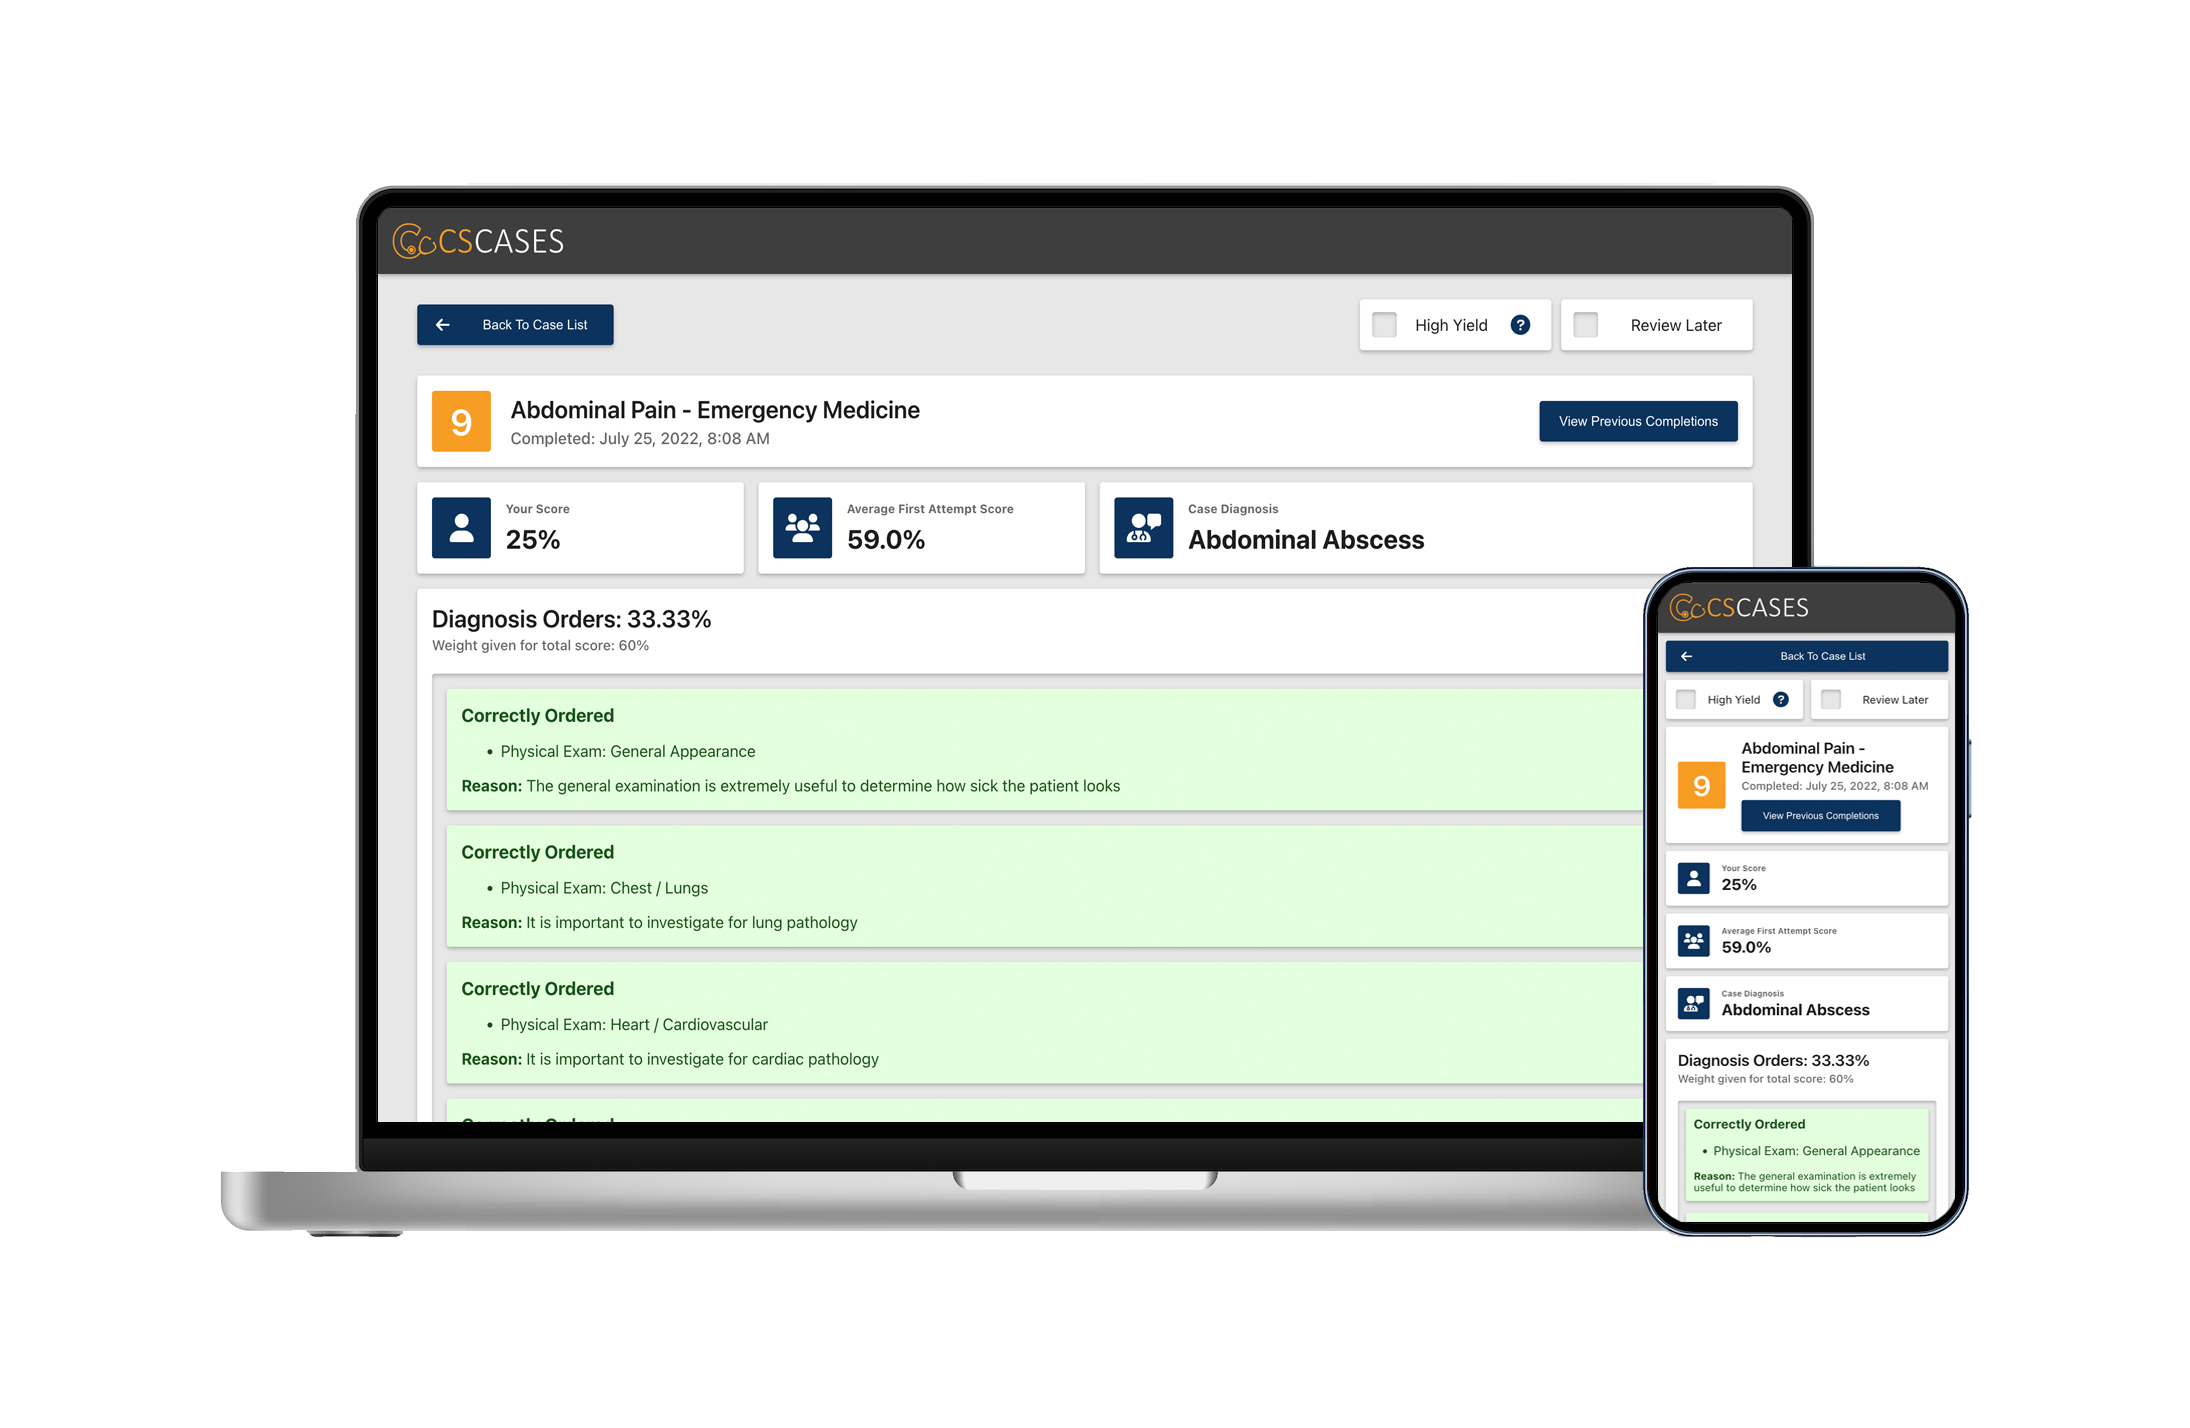 CSCASES
Back To Case List
High Yield ?
Review Later
9
Abdominal Pain - Emergency Medicine
Completed: July 25, 2022, 8:08 AM
View Previous Completions
Your Score
25%
Average First Attempt Score
59.0%
Case Diagnosis
Abdominal Abscess
Diagnosis Orders: 33.33%
Weight given for total score: 60%
Correctly Ordered
• Physical Exam: General Appearance
Reason: The general examination is extremely useful to determine how sick the patient looks
Correctly Ordered
• Physical Exam: Chest / Lungs
Reason: It is important to investigate for lung pathology
Correctly Ordered
• Physical Exam: Heart / Cardiovascular
Reason: It is important to investigate for cardiac pathology
CSCASES
Back To Case List
High Yield ?
Review Later
9
Abdominal Pain -
Emergency Medicine
Completed: July 25, 2022, 8:08 AM
View Previous Completions
Your Score
25%
Average First Attempt Score
59.0%
Case Diagnosis
Abdominal Abscess
Diagnosis Orders: 33.33%
Weight given for total score: 60%
Correctly Ordered
• Physical Exam: General Appearance
Reason: The general examination is extremely
useful to determine how sick the patient looks